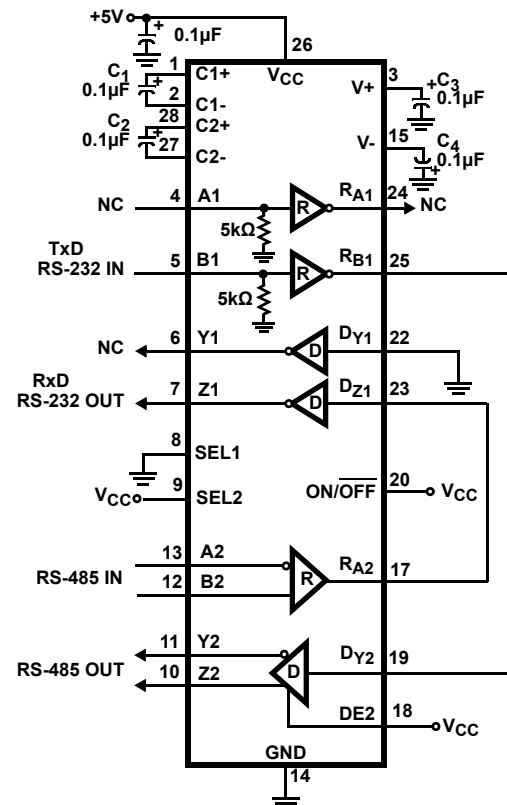 +5V
0.1µF
26
VCC
1
C1+
C1
0.1µF
2
C1-
28
C2+
C2
0.1µF
27
C2-
3
V+
C3
0.1µF
15
V-
C4
0.1µF
NC
4
A1
R
RA1
24
NC
5kΩ
TxD
RS-232 IN
5
B1
R
RB1
25
5kΩ
NC
6
Y1
D
DY1
22
RxD
RS-232 OUT
7
Z1
D
DZ1
23
8
SEL1
VCC
9
SEL2
ON/OFF
20
VCC
RS-485 IN
13
A2
12
B2
R
RA2
17
RS-485 OUT
11
Y2
10
Z2
D
DY2
19
DE2
18
VCC
GND
14